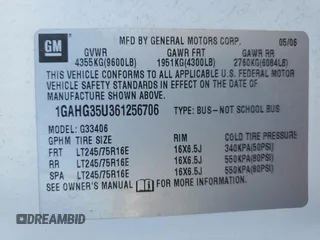 GM
MFD BY GENERAL MOTORS CORP. 05/06
GVWR GAWR FRT GAWR RR
4355KG(9600LB) 1951KG(4300LB) 2760KG(6084LB)
THIS VEHICLE CONFORMS TO ALL APPLICABLE U.S. FEDERAL MOTOR
VEHICLE SAFETY STANDARDS IN EFFECT ON THE DATE OF
MANUFACTURE SHOWN ABOVE.
1GAHG35U361256706 TYPE: BUS-NOT SCHOOL BUS
MODEL: G33406
GPHM TIRE SIZE RIM COLD TIRE PRESSURE
FRT LT245/75R16E 16X6.5J 340KPA(50PSI)
RR LT245/75R16E 16X6.5J 550KPA(80PSI)
SPA LT245/75R16E 16X6.5J 550KPA(80PSI)
SEE OWNER'S MANUAL FOR ADDITIONAL INFORMATION.
DREAMBID